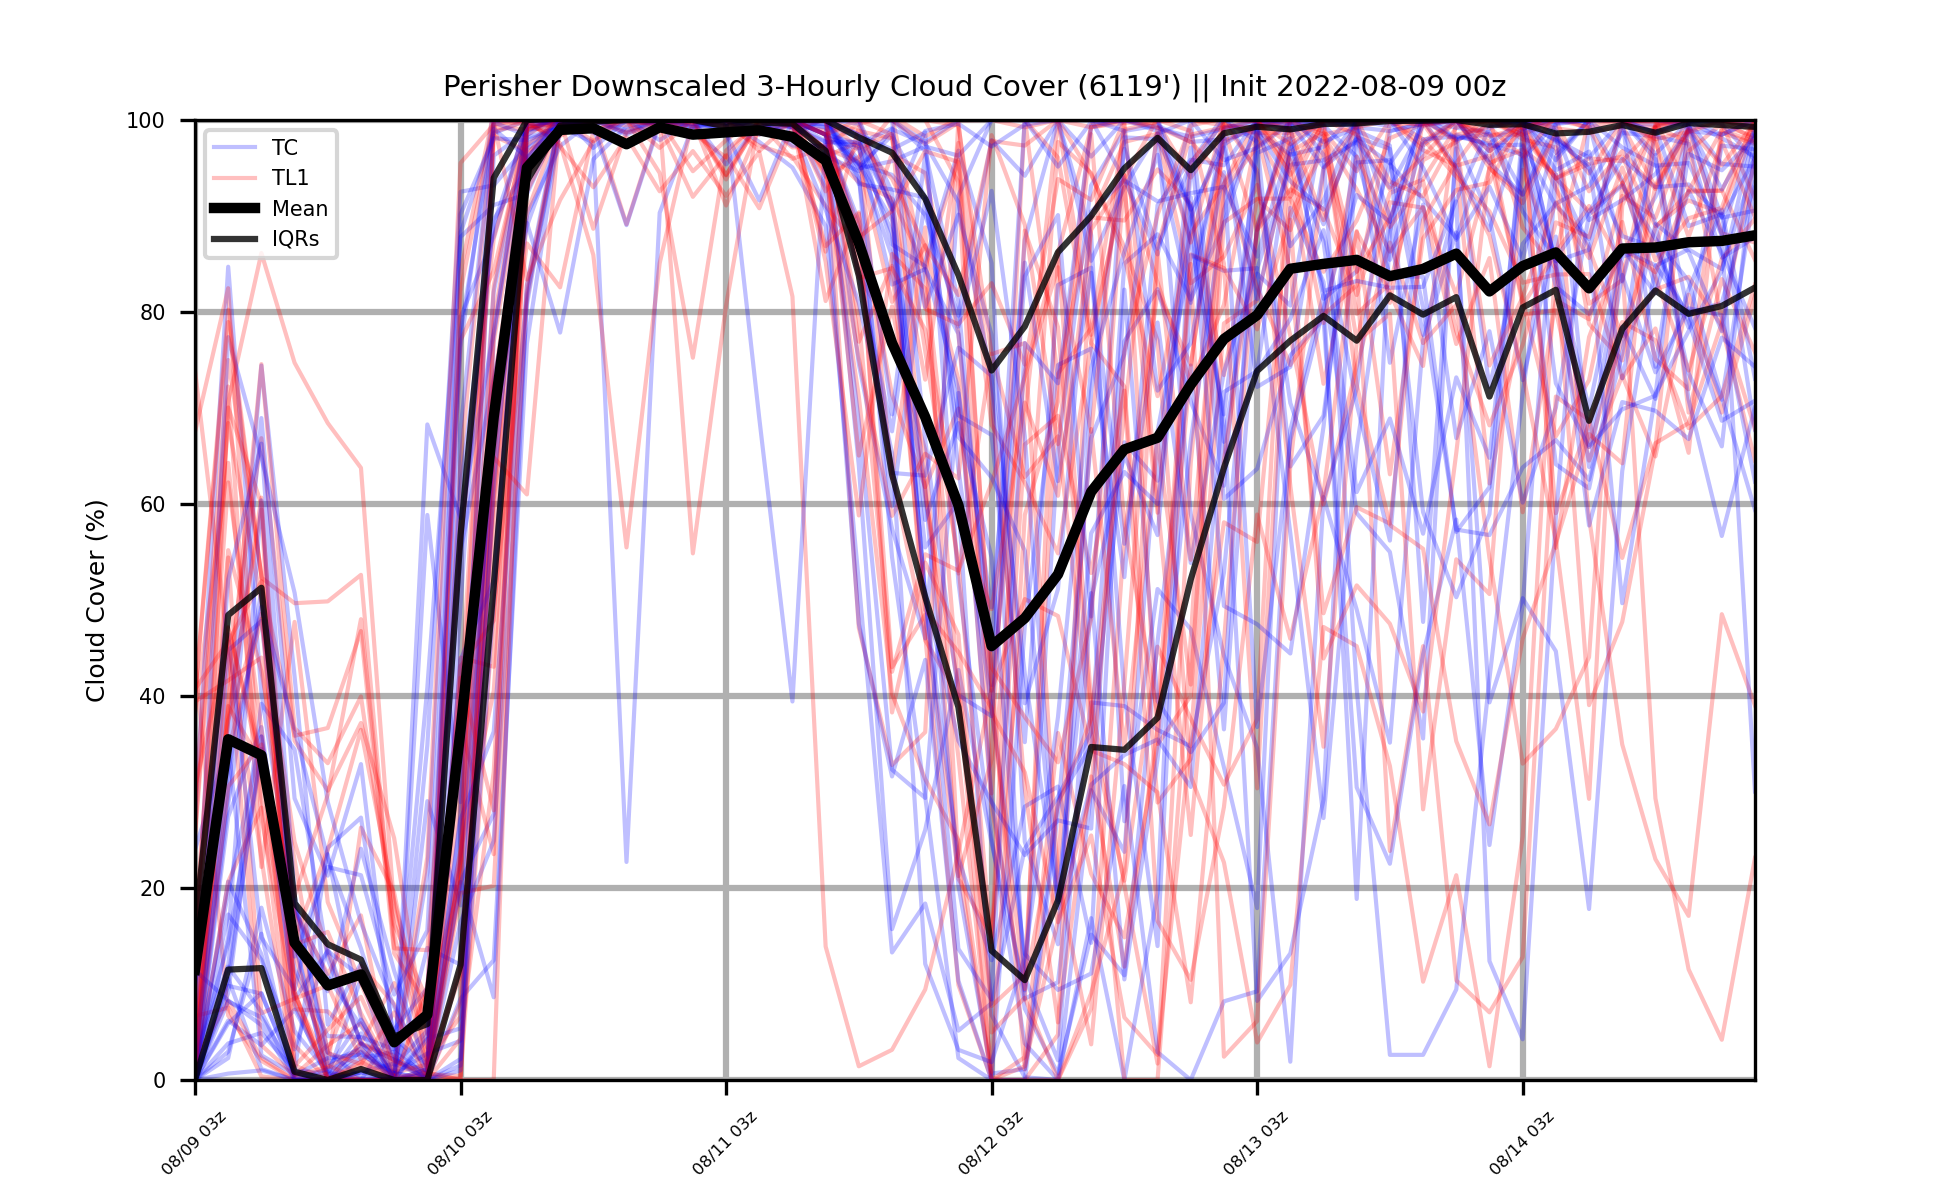 Perisher Downscaled 3-Hourly Cloud Cover (6119') || Init 2022-08-09 00z
TC
TL1
Mean
IQRs
Cloud Cover (%)
100
80
60
40
20
0
08/09 03z
08/10 03z
08/11 03z
08/12 03z
08/13 03z
08/14 03z